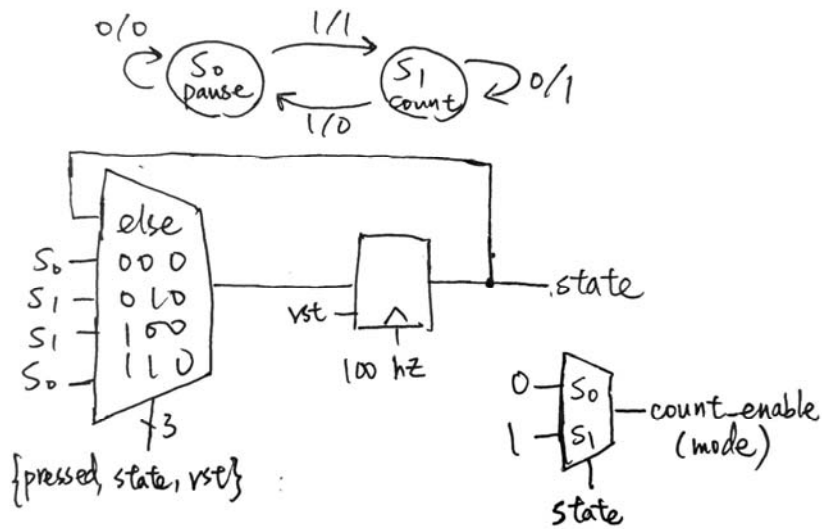 0/0
1/1
S0
pause
S1
count
0/1
1/0
else
S0 000
S1 010
S1 100
S0 110
3
{pressed, state, rst}
:
rst
100 hz
state
0 S0
1 S1
count_enable
(mode)
state